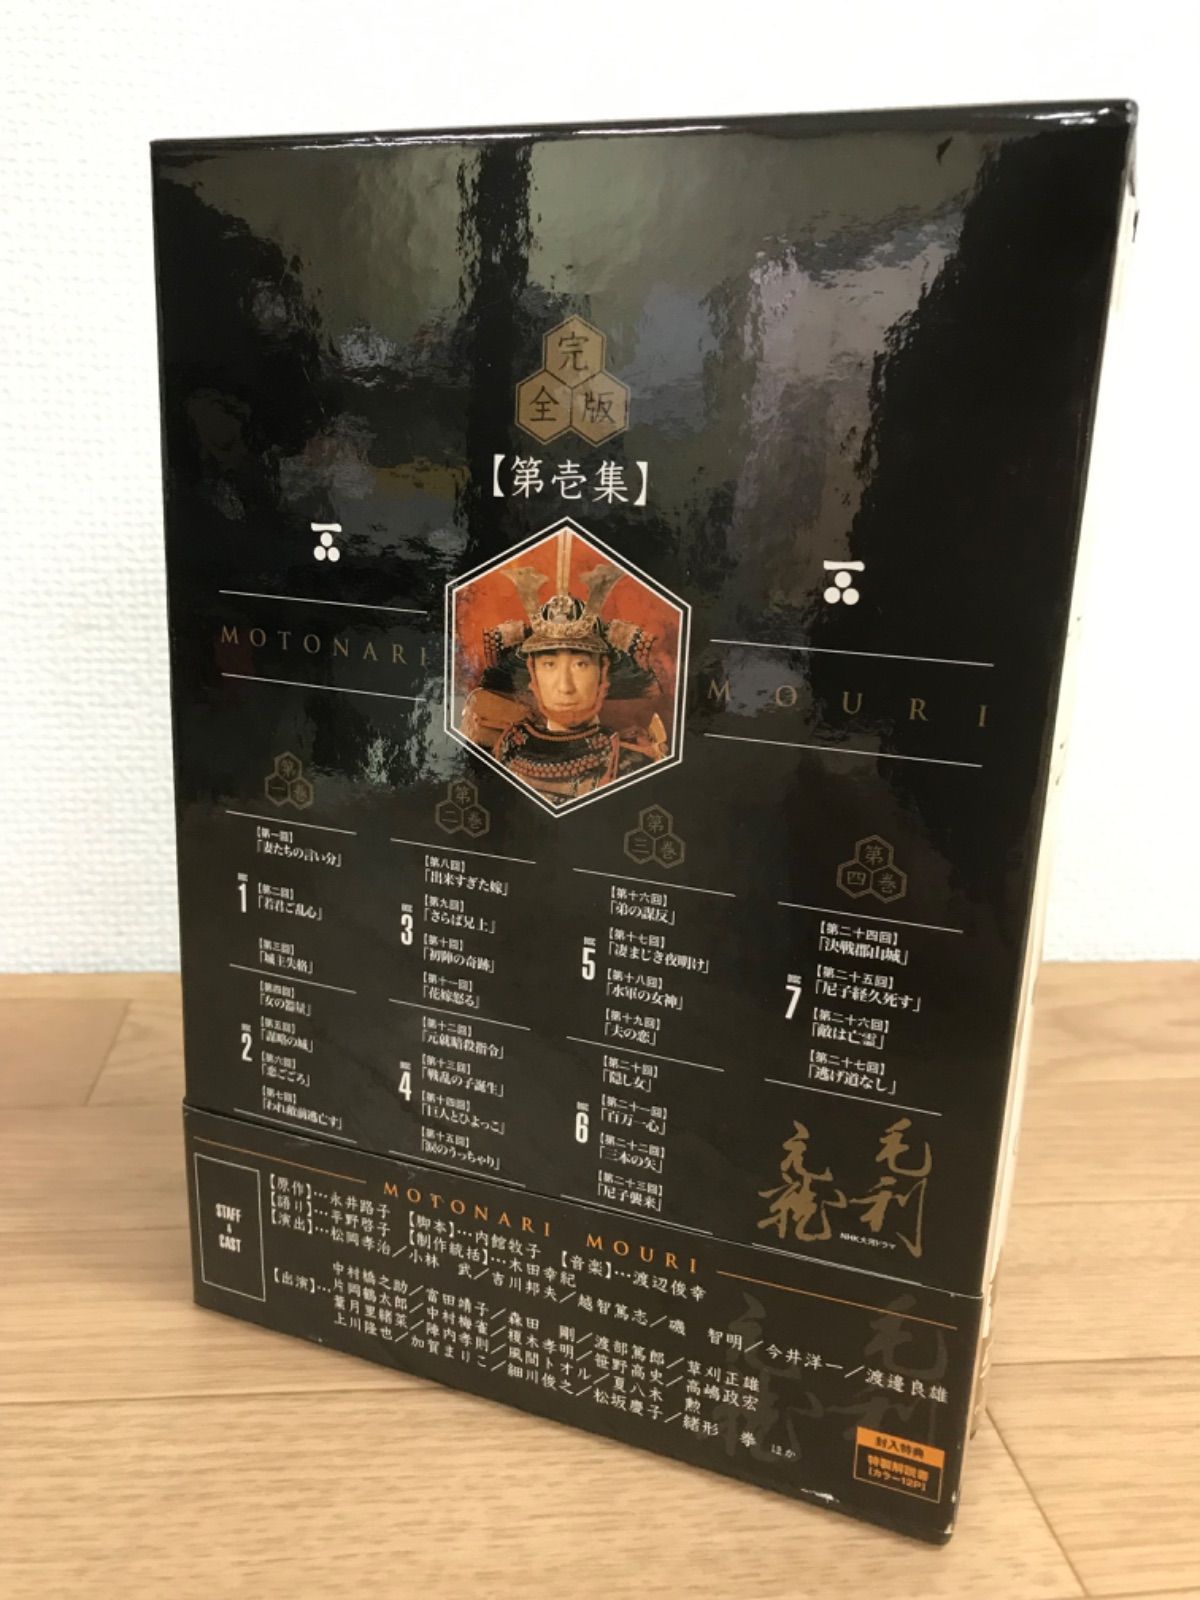 完
全版
【第壱集】
MOTONARI
MOURI
第一巻
DISC 1
【第一回】
「妻たちの言い分」
【第二回】
「若君ご乱心」
【第三回】
「城主失格」
DISC 2
【第四回】
「女の器量」
【第五回】
「謀略の城」
【第六回】
「恋ごころ」
【第七回】
「われ敵前逃亡す」
第二巻
DISC 3
【第八回】
「出来すぎた嫁」
【第九回】
「さらば兄上」
【第十回】
「初陣の奇跡」
【第十一回】
「花嫁怒る」
DISC 4
【第十二回】
「元就暗殺指令」
【第十三回】
「戦乱の子誕生」
【第十四回】
「巨人とひよっこ」
【第十五回】
「涙のうっちゃり」
第三巻
DISC 5
【第十六回】
「弟の謀反」
【第十七回】
「凄まじき夜明け」
【第十八回】
「水軍の女神」
【第十九回】
「夫の恋」
DISC 6
【第二十回】
「隠し女」
【第二十一回】
「百万一心」
【第二十二回】
「三本の矢」
【第二十三回】
「尼子襲来」
第四巻
DISC 7
【第二十四回】
「決戦郡山城」
【第二十五回】
「尼子経久死す」
【第二十六回】
「敵は亡霊」
【第二十七回】
「逃げ道なし」
毛利
元就
NHK大河ドラマ
MOTONARI MOURI
STAFF
&
CAST
【原作】…永井路子 【脚本】…内館牧子 【音楽】…渡辺俊幸
【語り】…平野啓子 【制作統括】…木田幸紀
【演出】…松岡孝治／小林 武／吉川邦夫／越智篤志／磯 智明／今井洋一／渡邊良雄
【出演】…中村橋之助／富田靖子／森田 剛／渡部篤郎／草刈正雄
片岡鶴太郎／中村梅雀／榎木孝明／笹野高史／高嶋政宏
葉月里緒菜／陣内孝則／風間トオル／夏八木 勲
上川隆也／加賀まりこ／細川俊之／松坂慶子／緒形 拳 ほか
毛利
元就
封入特典
特製解説書
［カラー12P］